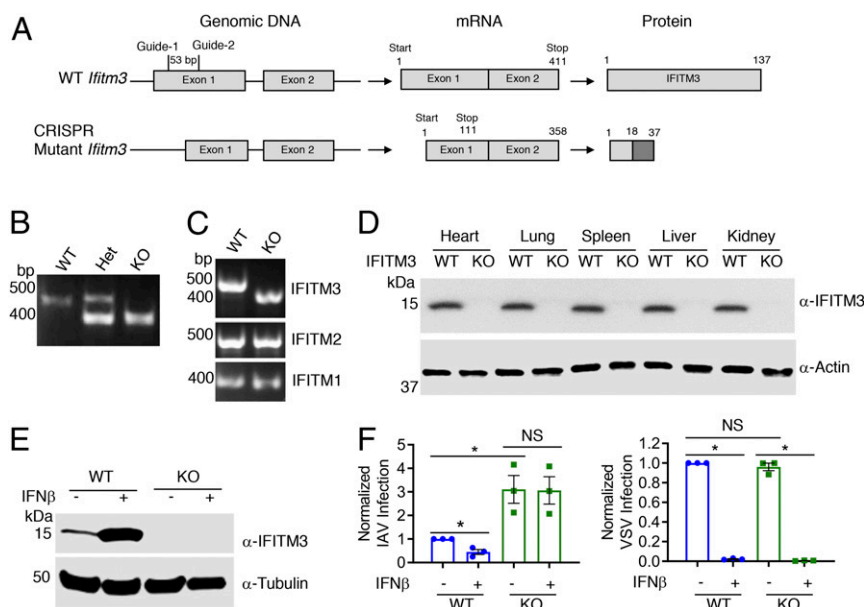 A
Genomic DNA
mRNA
Protein
Guide-1
Guide-2
53 bp
WT Ifitm3
Exon 1
Exon 2
Start
1
Stop
411
Exon 1
Exon 2
1
137
IFITM3
CRISPR
Mutant Ifitm3
Exon 1
Exon 2
Start
1
Stop
111
358
Exon 1
Exon 2
1
18
37
B
WT
Het
KO
bp
500
400
C
WT
KO
bp
500
400
IFITM3
500
IFITM2
400
IFITM1
D
Heart
Lung
Spleen
Liver
Kidney
IFITM3
WT KO WT KO WT KO WT KO WT KO
kDa
15
α-IFITM3
α-Actin
37
E
WT
KO
IFNβ
- + - +
kDa
15
α-IFITM3
50
α-Tubulin
F
Normalized
IAV Infection
5
4
3
2
1
0
*
NS
*
IFNβ
- + - +
WT
KO
Normalized
VSV Infection
1.0
0.8
0.6
0.4
0.2
0.0
NS
*
*
IFNβ
- + - +
WT
KO